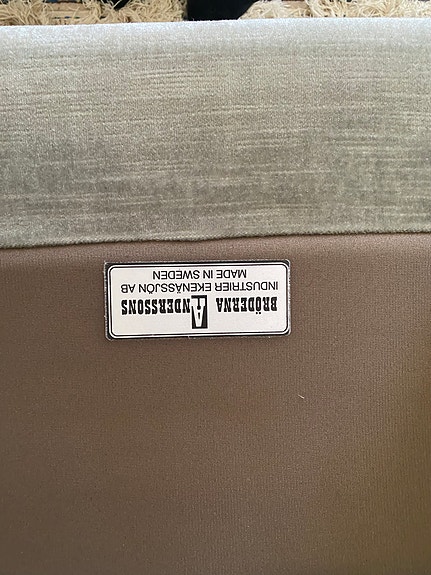 BRÖDERNA ANDERSSONS
INDUSTRIER EKENÄSSJÖN AB
MADE IN SWEDEN